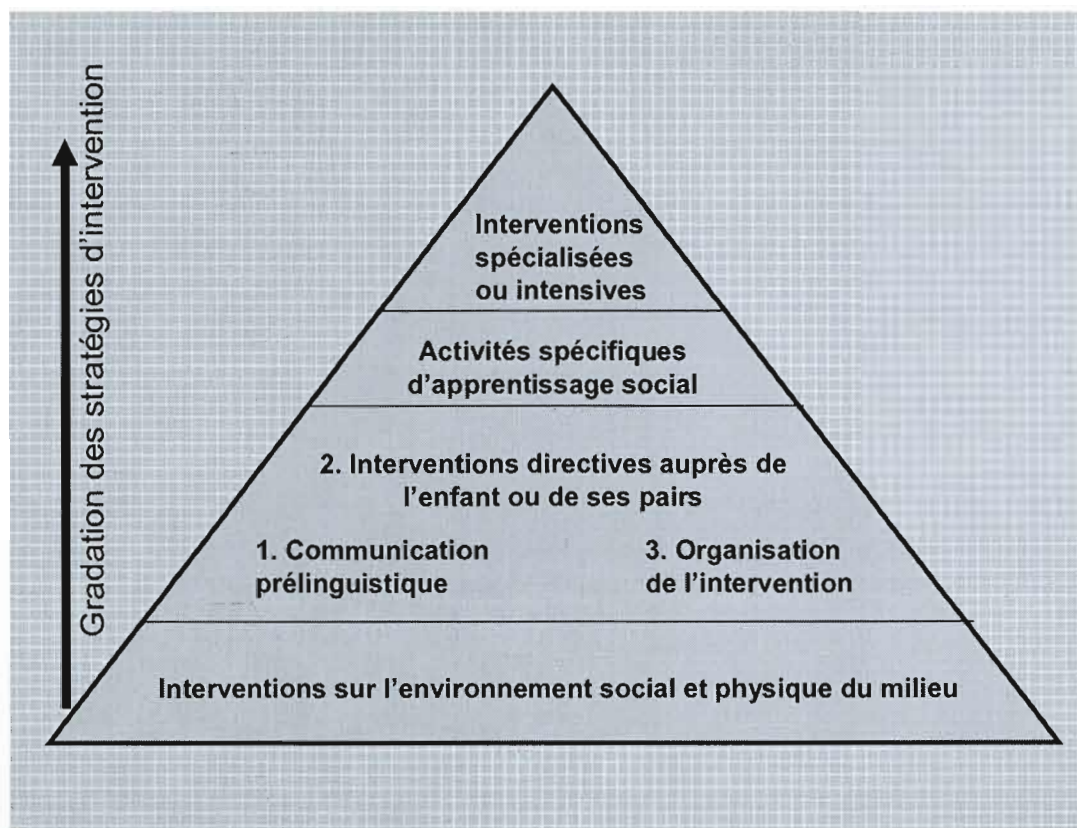 Gradation des stratégies d'intervention
Interventions
spécialisées
ou intensives
Activités spécifiques
d'apprentissage social
2. Interventions directives auprès de
l'enfant ou de ses pairs
1. Communication
prélinguistique
3. Organisation
de l'intervention
Interventions sur l'environnement social et physique du milieu